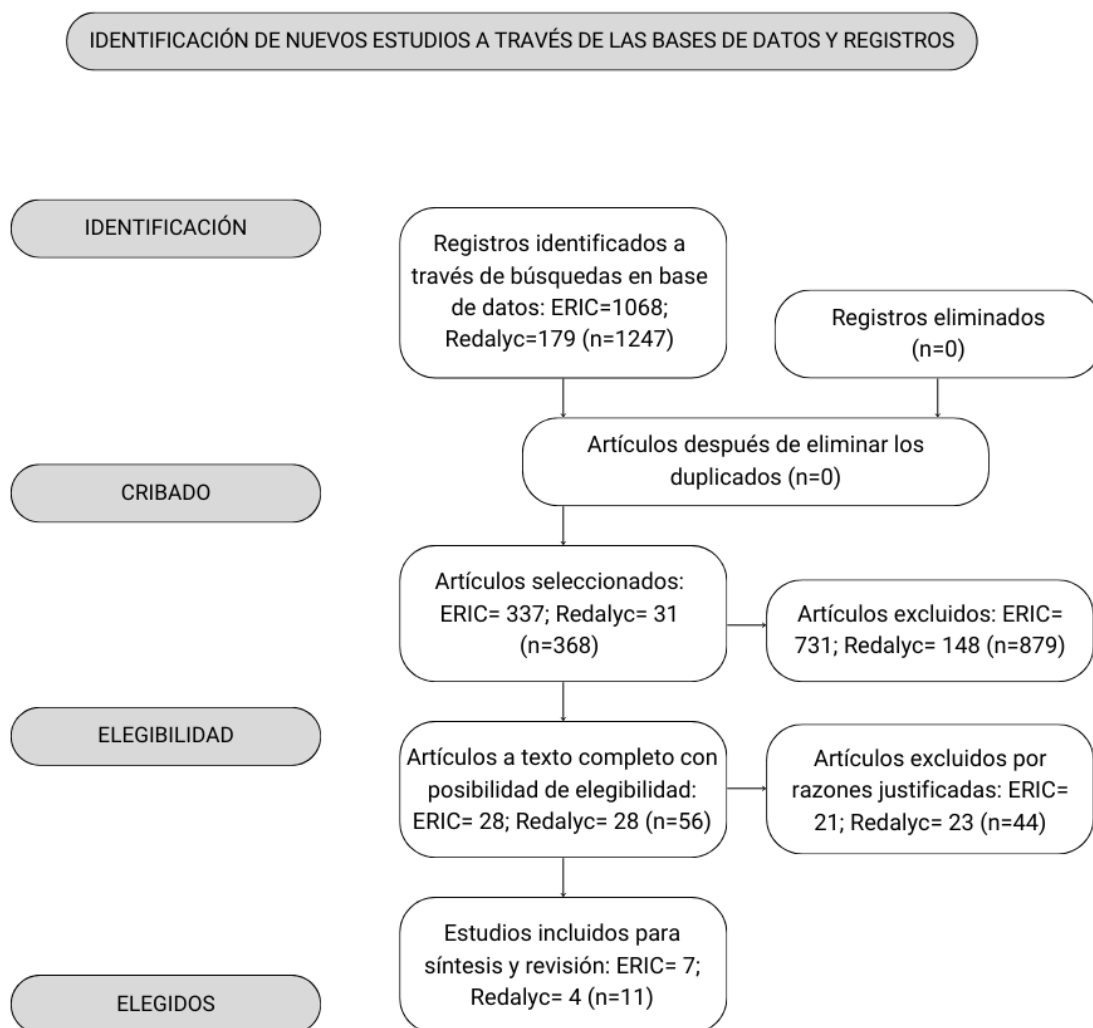 IDENTIFICACIÓN DE NUEVOS ESTUDIOS A TRAVÉS DE LAS BASES DE DATOS Y REGISTROS
IDENTIFICACIÓN
Registros identificados a
través de búsquedas en base
de datos: ERIC=1068;
Redalyc=179 (n=1247)
Registros eliminados
(n=0)
Artículos después de eliminar los
duplicados (n=0)
CRIBADO
Artículos seleccionados:
ERIC= 337; Redalyc= 31
(n=368)
Artículos excluidos: ERIC=
731; Redalyc= 148 (n=879)
ELEGIBILIDAD
Artículos a texto completo con
posibilidad de elegibilidad:
ERIC= 28; Redalyc= 28 (n=56)
Artículos excluidos por
razones justificadas: ERIC=
21; Redalyc= 23 (n=44)
Estudios incluidos para
síntesis y revisión: ERIC= 7;
Redalyc= 4 (n=11)
ELEGIDOS